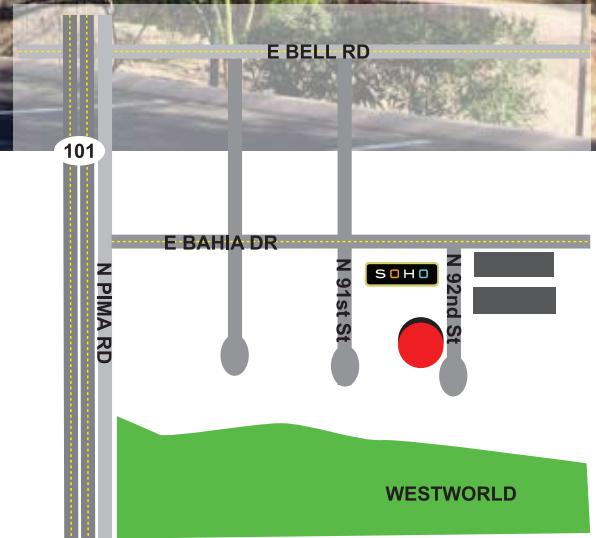 E BELL RD
101
E BAHIA DR
N PIMA RD
N 91st St
SOHO
N 92nd St
WESTWORLD